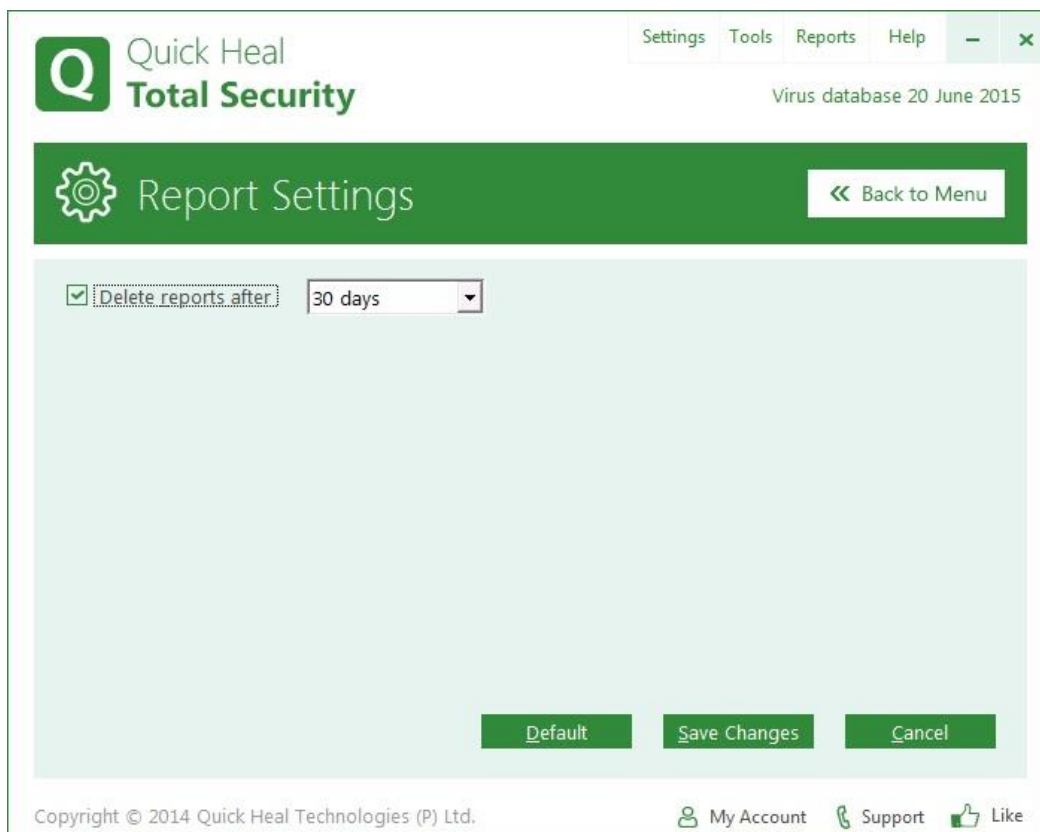 Settings Tools Reports Help
Q
Quick Heal
Total Security
Virus database 20 June 2015
Report Settings
Back to Menu
Delete reports after 30 days
Default Save Changes Cancel
Copyright © 2014 Quick Heal Technologies (P) Ltd. My Account Support Like